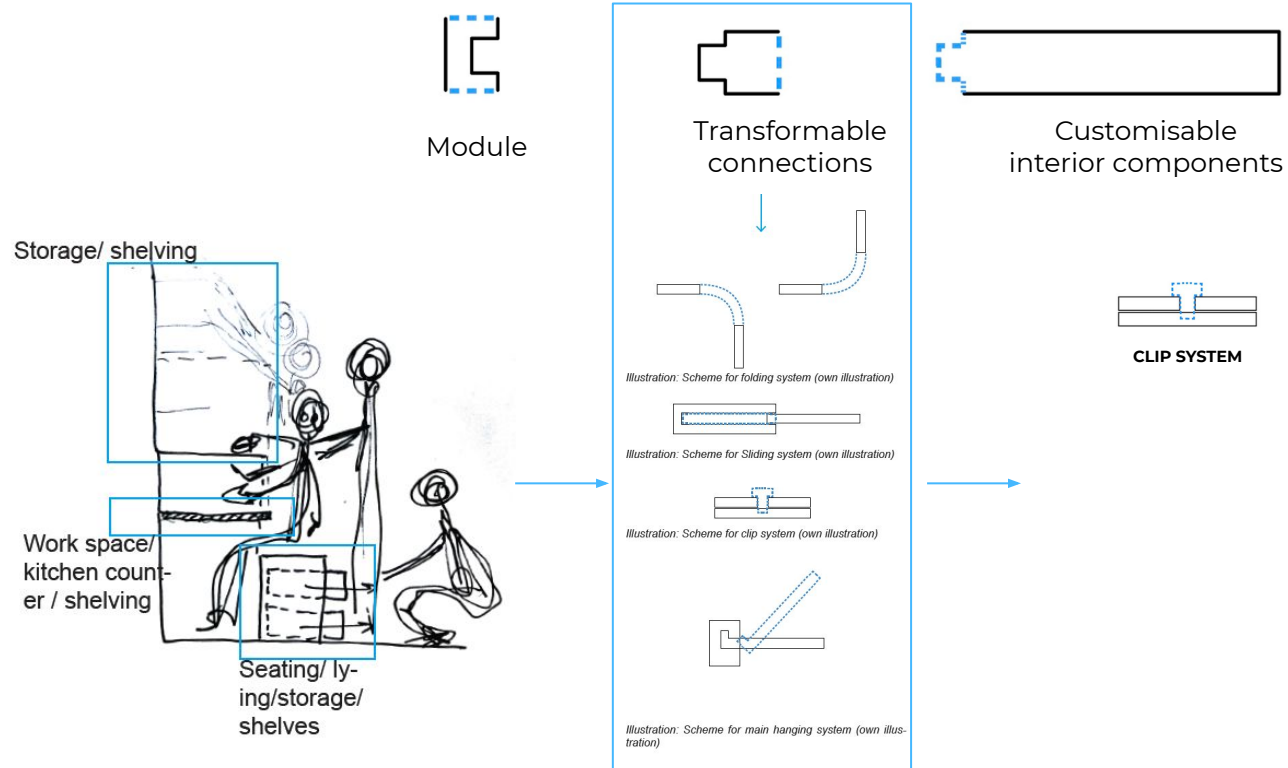 Module
Transformable
connections
Customisable
interior components
Storage/ shelving
Work space/
kitchen count-
er / shelving
Seating/ ly-
ing/storage/
shelves
Illustration: Scheme for folding system (own illustration)
Illustration: Scheme for Sliding system (own illustration)
Illustration: Scheme for clip system (own illustration)
Illustration: Scheme for main hanging system (own illus-
tration)
CLIP SYSTEM